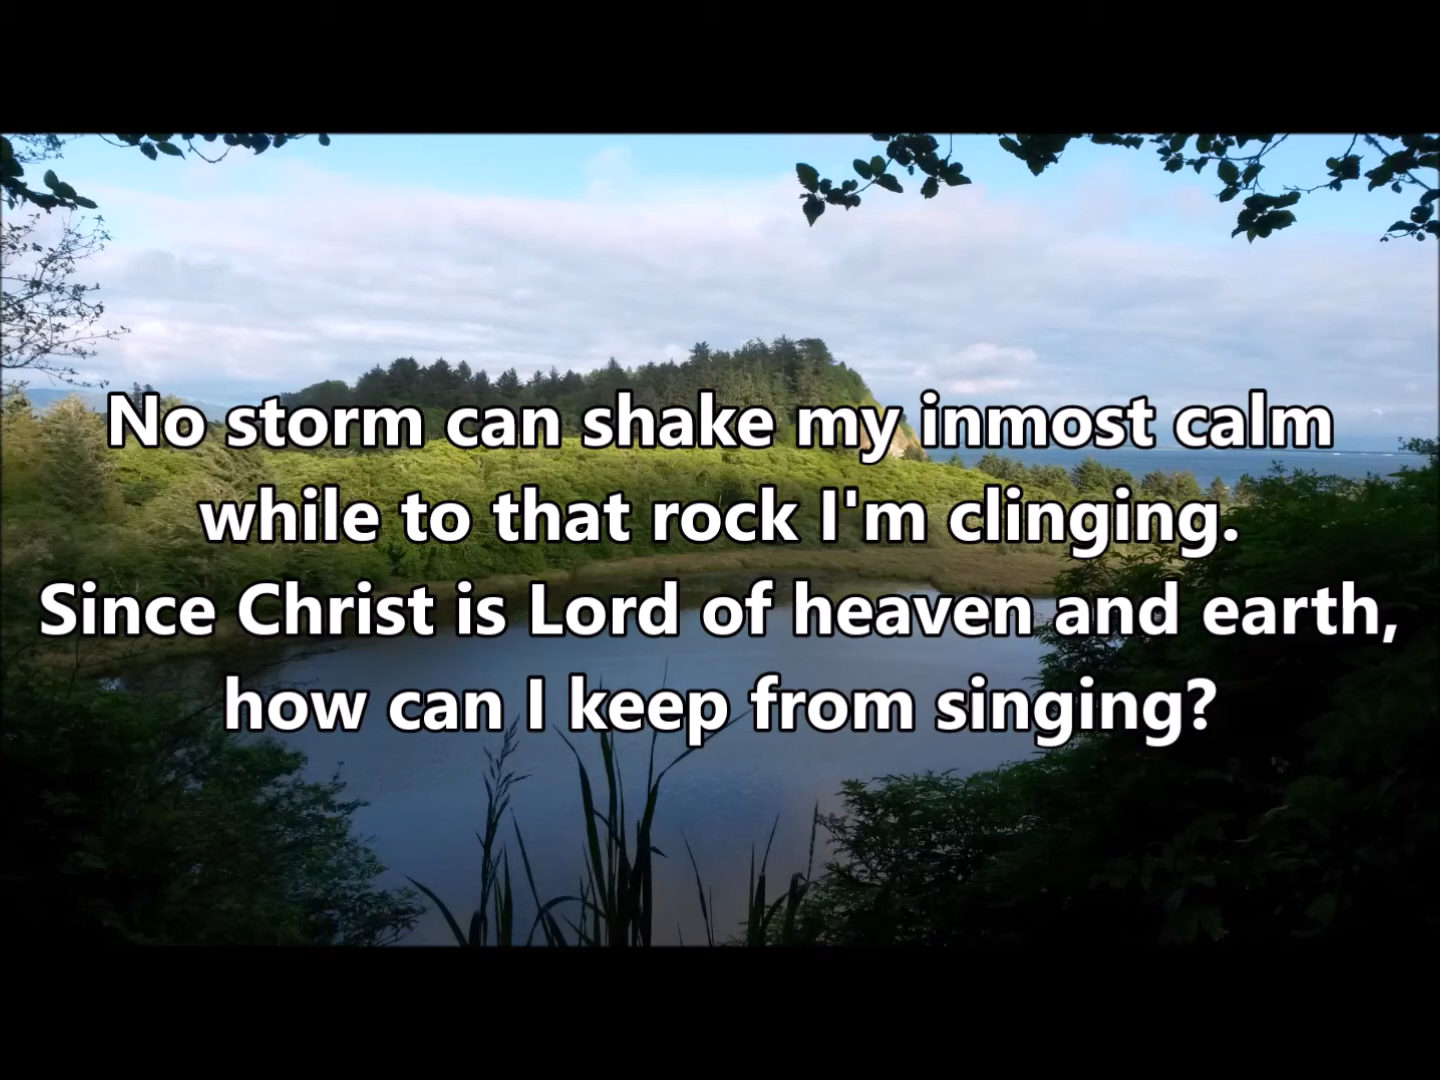 No storm can shake my inmost calm
while to that rock I'm clinging.
Since Christ is Lord of heaven and earth,
how can I keep from singing?